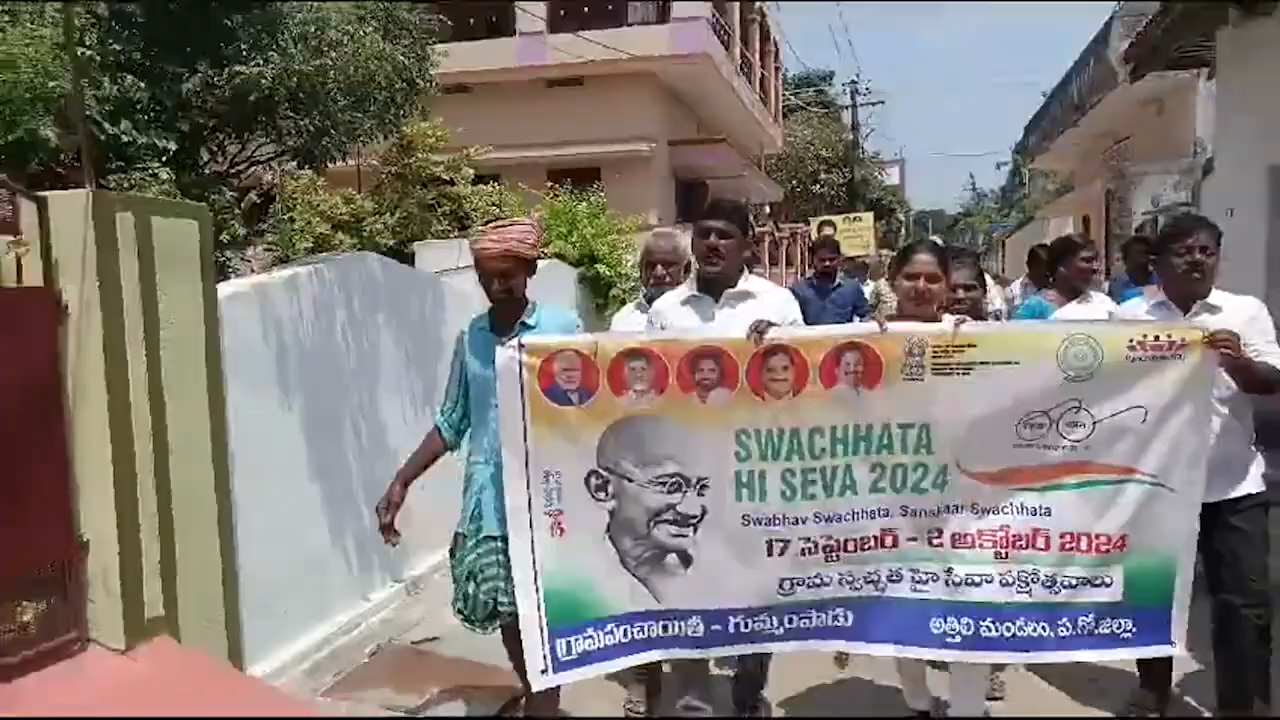 SWACHHATA
HI SEVA 2024
Swabhav Swachhata, Sanskaar Swachhata
17 సెప్టెంబర్ - 2 అక్టోబర్ 2024
గ్రామ స్వచ్ఛత హై సేవా పక్షోత్సవాలు
గ్రామపంచాయితీ - గుమ్మంపాడు
అత్తిలి మండలం, ప.గో.జిల్లా.